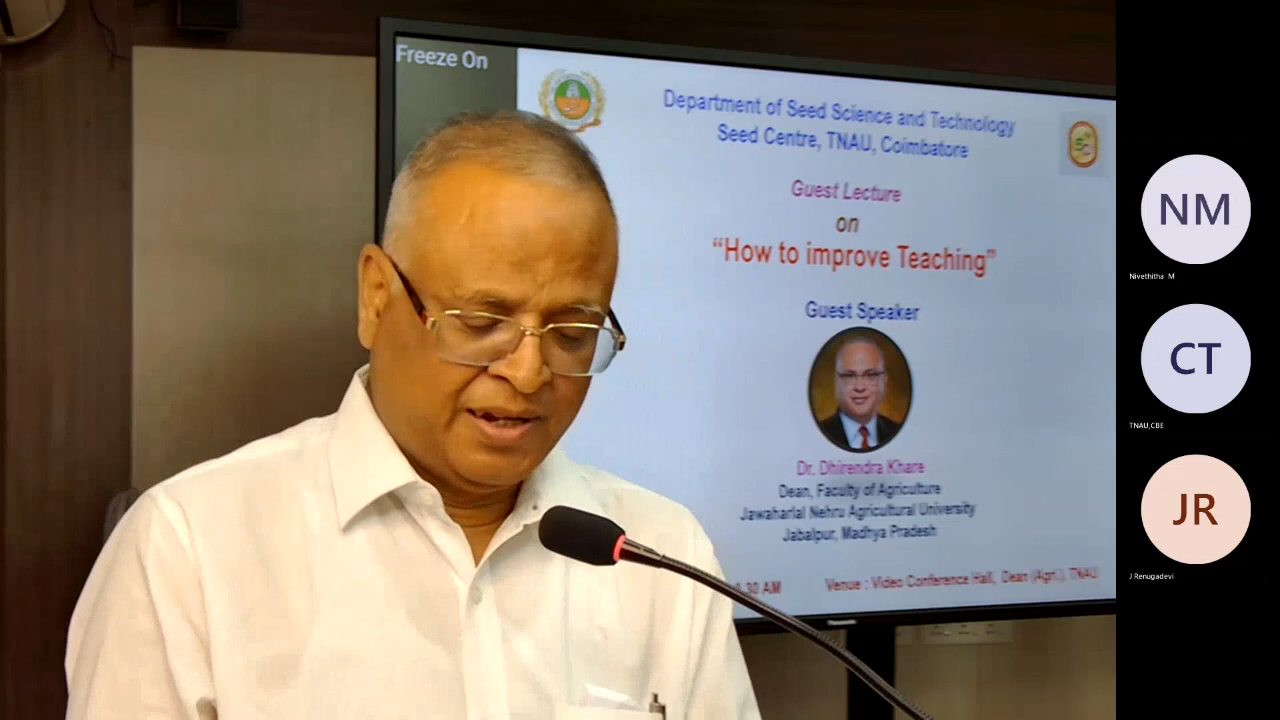 Freeze On
Department of Seed Science and Technology
Seed Centre, TNAU, Coimbatore
Guest Lecture
on
“How to improve Teaching”
Guest Speaker
Dr. Dhirendra Khare
Dean, Faculty of Agriculture
Jawaharlal Nehru Agricultural University
Jabalpur, Madhya Pradesh
30 AM
Venue : Video Conference Hall, Dean (Agri.), TNAU
Panasonic
NM
Nivethitha M
CT
TNAU,CBE
JR
J Renugadevi